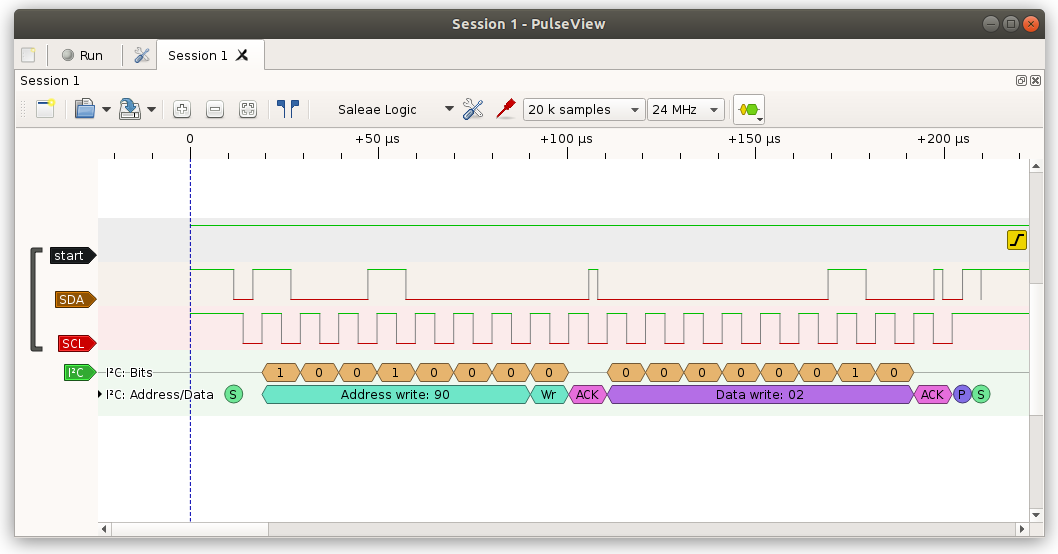 Session 1 - PulseView
Run
Session 1
Session 1
Saleae Logic
20 k samples
24 MHz
0 +50 µs +100 µs +150 µs +200 µs
start
SDA
SCL
I²C
I²C: Bits
1 0 0 1 0 0 0 0 0 0 0 0 0 0 1 0
I²C: Address/Data
S Address write: 90 Wr ACK Data write: 02 ACK P S